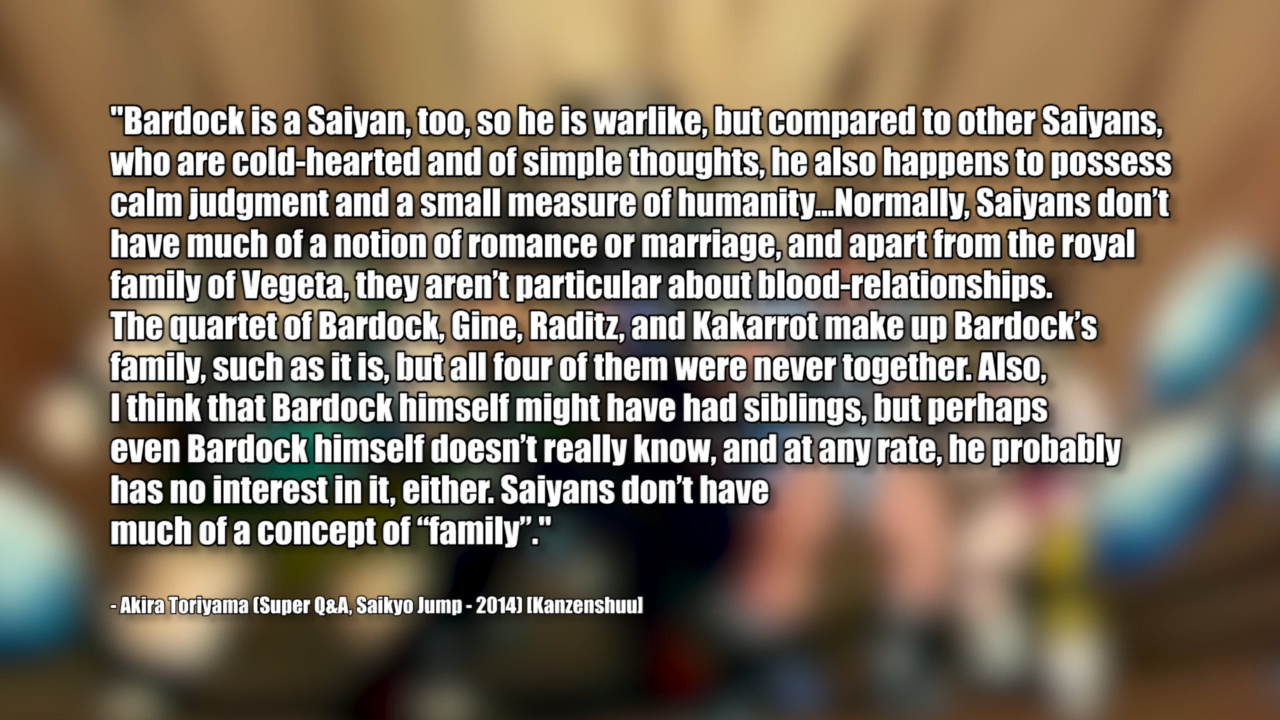 "Bardock is a Saiyan, too, so he is warlike, but compared to other Saiyans,
who are cold-hearted and of simple thoughts, he also happens to possess
calm judgment and a small measure of humanity...Normally, Saiyans don’t
have much of a notion of romance or marriage, and apart from the royal
family of Vegeta, they aren’t particular about blood-relationships.
The quartet of Bardock, Gine, Raditz, and Kakarrot make up Bardock’s
family, such as it is, but all four of them were never together. Also,
I think that Bardock himself might have had siblings, but perhaps
even Bardock himself doesn’t really know, and at any rate, he probably
has no interest in it, either. Saiyans don’t have
much of a concept of “family”."
- Akira Toriyama (Super Q&A, Saikyo Jump - 2014) [Kanzenshuu]